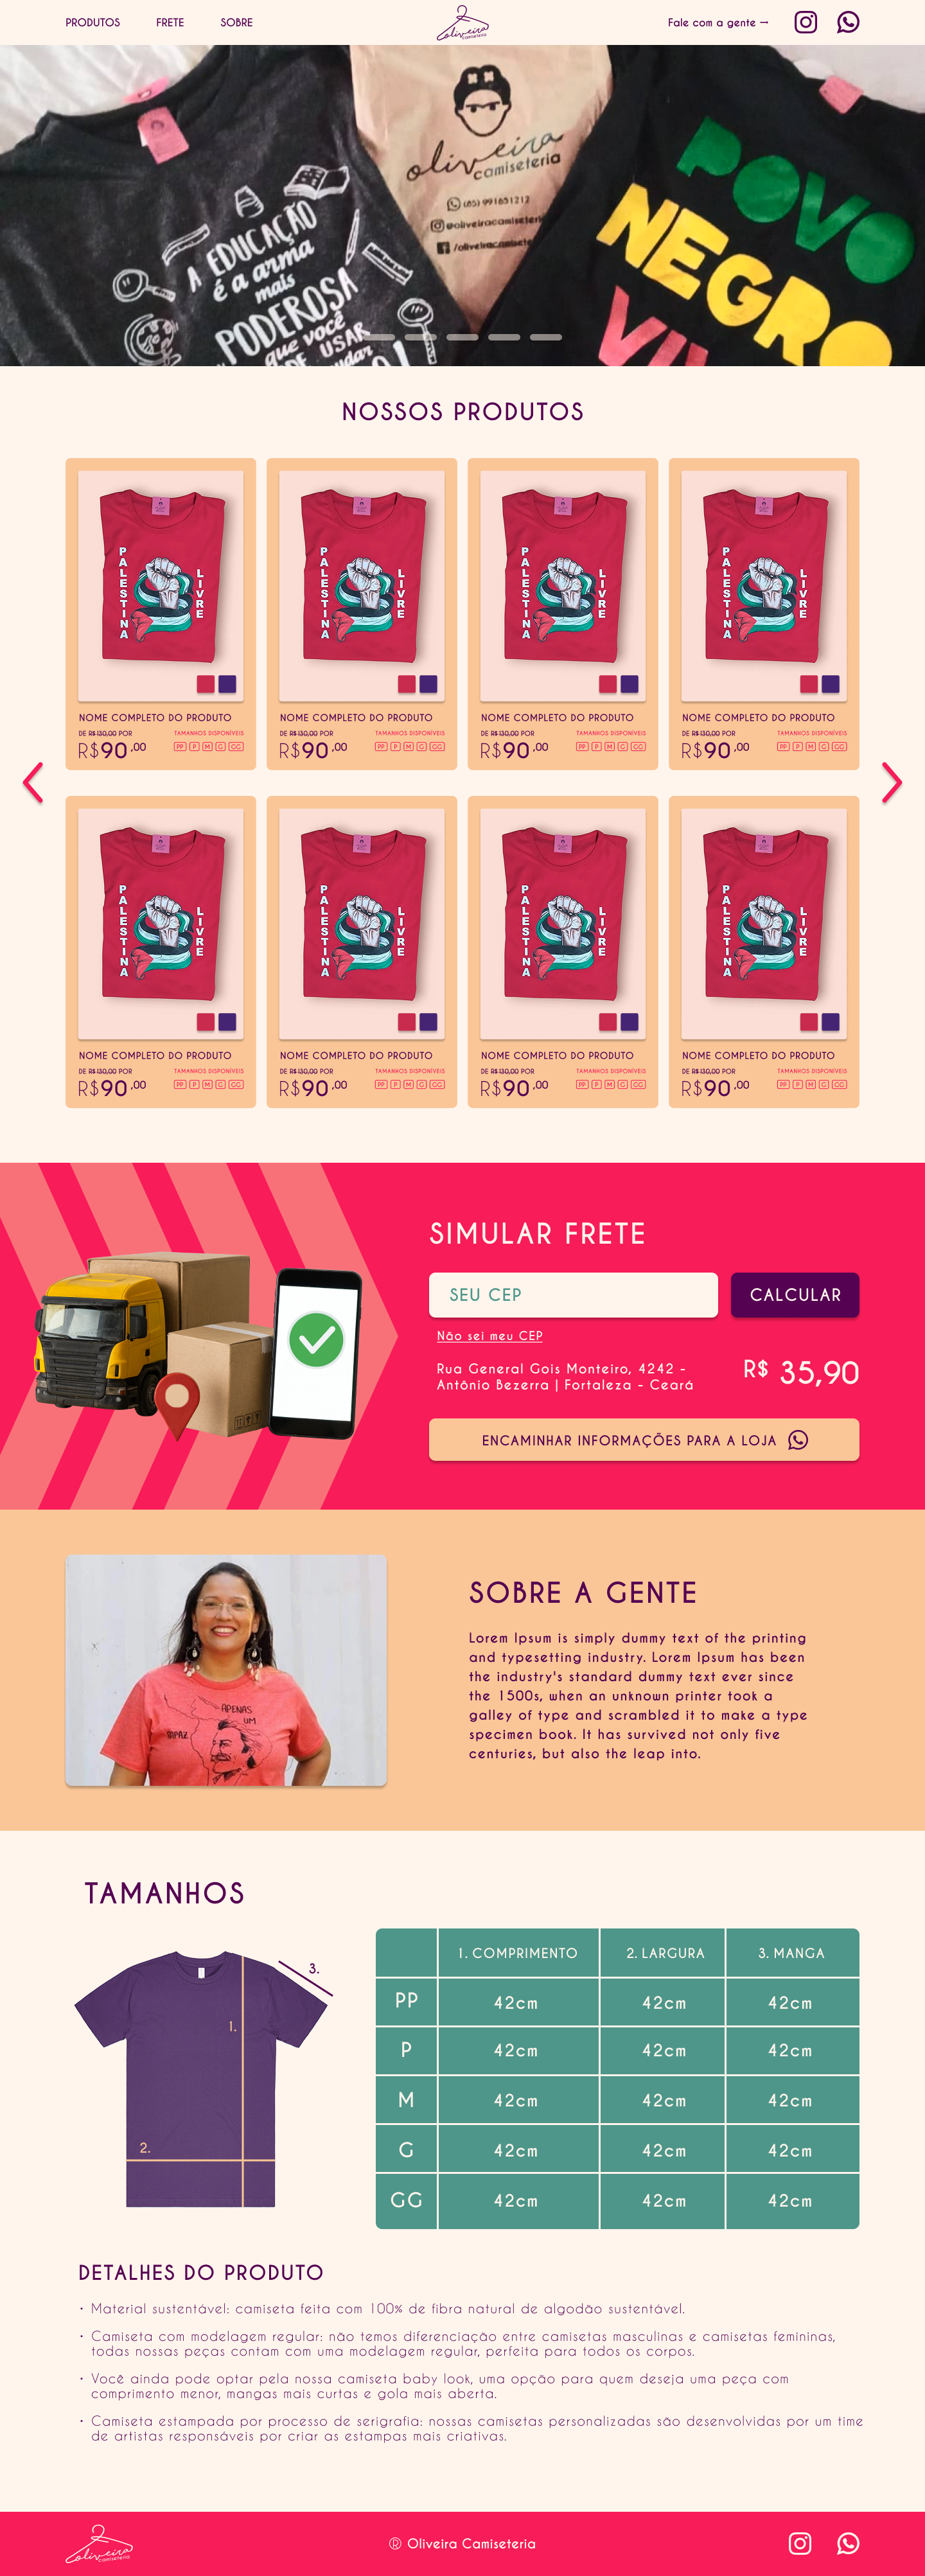 PRODUTOS
FRETE
SOBRE
oliveira
camiseteria
Fale com a gente →
A EDUCAÇÃO
é a arma
mais
PODEROSA
que você
DE USAR
mudar
!
oliveira
camiseteria
(85) 991651212
@oliveiracamiseteri
/oliveiracamisete
POVO
NEGRO
VI
NOSSOS PRODUTOS
PALESTINA
LIVRE
NOME COMPLETO DO PRODUTO
DE R$ 130,00 POR
R$90,00
TAMANHOS DISPONÍVEIS
PP P M G GG
PALESTINA
LIVRE
NOME COMPLETO DO PRODUTO
DE R$ 130,00 POR
R$90,00
TAMANHOS DISPONÍVEIS
PP P M G GG
PALESTINA
LIVRE
NOME COMPLETO DO PRODUTO
DE R$ 130,00 POR
R$90,00
TAMANHOS DISPONÍVEIS
PP P M G GG
PALESTINA
LIVRE
NOME COMPLETO DO PRODUTO
DE R$ 130,00 POR
R$90,00
TAMANHOS DISPONÍVEIS
PP P M G GG
PALESTINA
LIVRE
NOME COMPLETO DO PRODUTO
DE R$ 130,00 POR
R$90,00
TAMANHOS DISPONÍVEIS
PP P M G GG
PALESTINA
LIVRE
NOME COMPLETO DO PRODUTO
DE R$ 130,00 POR
R$90,00
TAMANHOS DISPONÍVEIS
PP P M G GG
PALESTINA
LIVRE
NOME COMPLETO DO PRODUTO
DE R$ 130,00 POR
R$90,00
TAMANHOS DISPONÍVEIS
PP P M G GG
PALESTINA
LIVRE
NOME COMPLETO DO PRODUTO
DE R$ 130,00 POR
R$90,00
TAMANHOS DISPONÍVEIS
PP P M G GG
SIMULAR FRETE
SEU CEP
CALCULAR
Não sei meu CEP
Rua General Gois Monteiro, 4242 -
Antônio Bezerra | Fortaleza - Ceará
R$ 35,90
ENCAMINHAR INFORMAÇÕES PARA A LOJA
APENAS
UM
RAPAZ
SOBRE A GENTE
Lorem Ipsum is simply dummy text of the printing
and typesetting industry. Lorem Ipsum has been
the industry's standard dummy text ever since
the 1500s, when an unknown printer took a
galley of type and scrambled it to make a type
specimen book. It has survived not only five
centuries, but also the leap into.
TAMANHOS
3.
1.
2.
1. COMPRIMENTO 2. LARGURA 3. MANGA
PP 42cm 42cm 42cm
P 42cm 42cm 42cm
M 42cm 42cm 42cm
G 42cm 42cm 42cm
GG 42cm 42cm 42cm
DETALHES DO PRODUTO
• Material sustentável: camiseta feita com 100% de fibra natural de algodão sustentável.
• Camiseta com modelagem regular: não temos diferenciação entre camisetas masculinas e camisetas femininas,
todas nossas peças contam com uma modelagem regular, perfeita para todos os corpos.
• Você ainda pode optar pela nossa camiseta baby look, uma opção para quem deseja uma peça com
comprimento menor, mangas mais curtas e gola mais aberta.
• Camiseta estampada por processo de serigrafia: nossas camisetas personalizadas são desenvolvidas por um time
de artistas responsáveis por criar as estampas mais criativas.
oliveira
camiseteria
® Oliveira Camiseteria